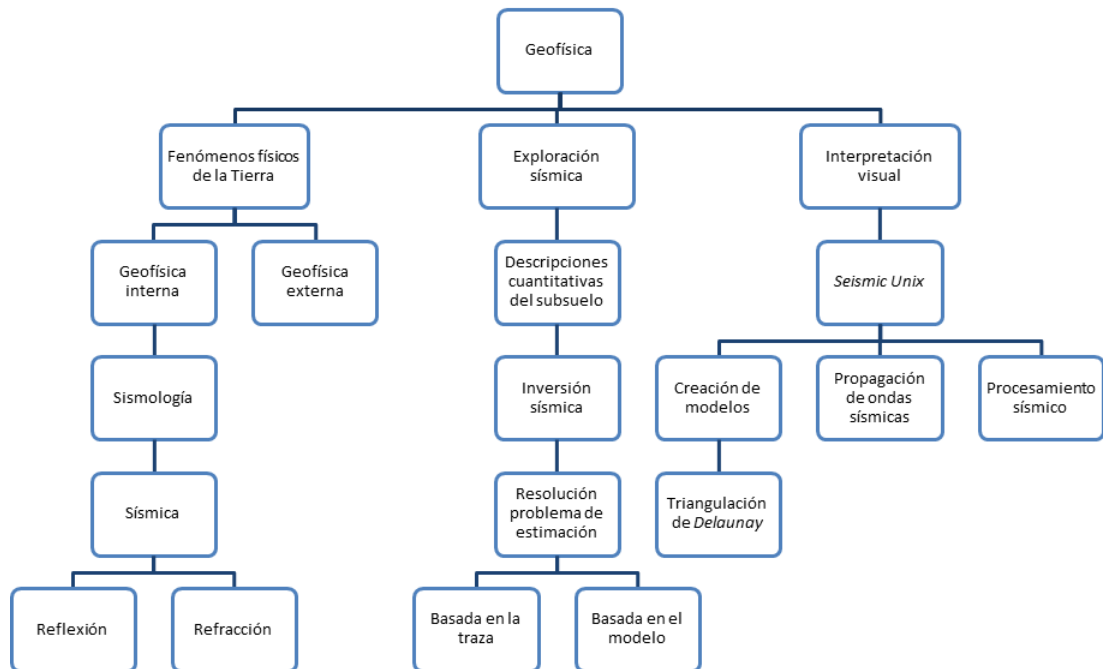 Geofísica
Fenómenos físicos
de la Tierra
Exploración
sísmica
Interpretación
visual
Geofísica
interna
Geofísica
externa
Descripciones
cuantitativas
del subsuelo
Seismic Unix
Sismología
Inversión
sísmica
Creación de
modelos
Propagación
de ondas
sísmicas
Procesamiento
sísmico
Sísmica
Resolución
problema de
estimación
Triangulación
de Delaunay
Reflexión
Refracción
Basada en la
traza
Basada en el
modelo